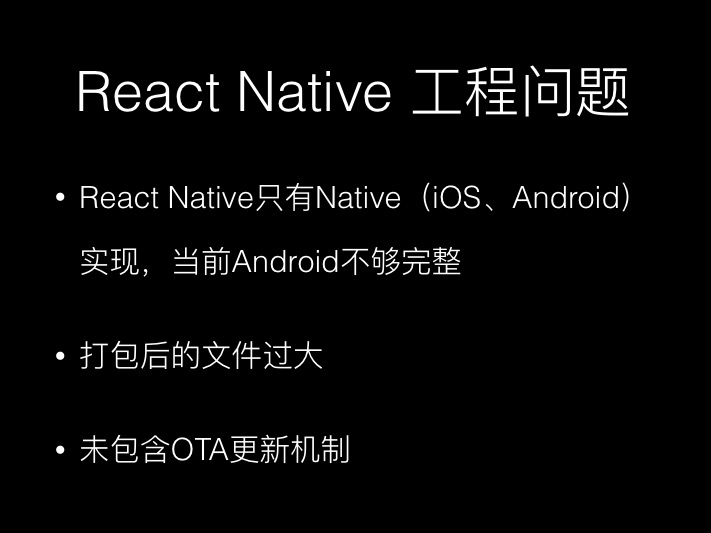 React Native 工程问题
• React Native只有Native（iOS、Android）
实现，当前Android不够完整
• 打包后的文件过大
• 未包含OTA更新机制